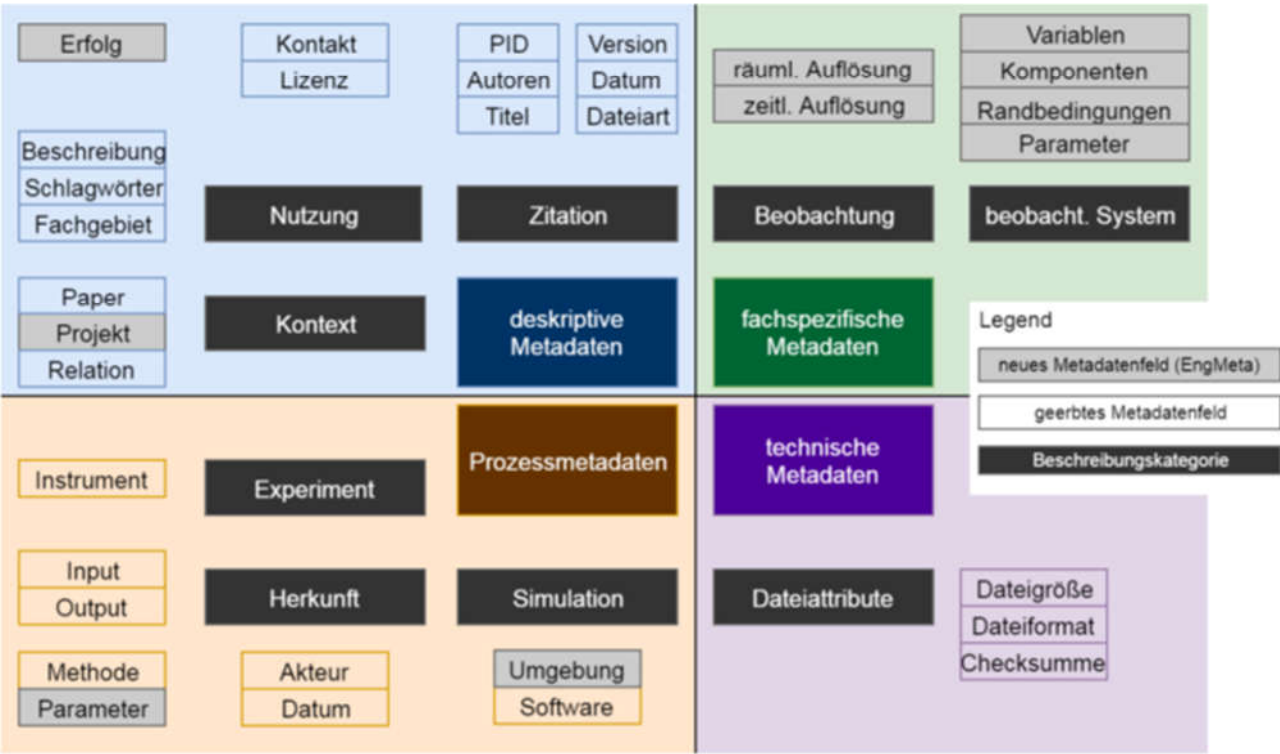 Erfolg
Kontakt
Lizenz
PID
Autoren
Titel
Version
Datum
Dateiart
Beschreibung
Schlagwörter
Fachgebiet
Nutzung
Zitation
Paper
Projekt
Relation
Kontext
deskriptive
Metadaten
räuml. Auflösung
zeitl. Auflösung
Variablen
Komponenten
Randbedingungen
Parameter
Beobachtung
beobacht. System
fachspezifische
Metadaten
Legend
neues Metadatenfeld (EngMeta)
geerbtes Metadatenfeld
Beschreibungskategorie
Instrument
Experiment
Prozessmetadaten
Input
Output
Herkunft
Simulation
Methode
Parameter
Akteur
Datum
Umgebung
Software
technische
Metadaten
Dateiattribute
Dateigröße
Dateiformat
Checksumme